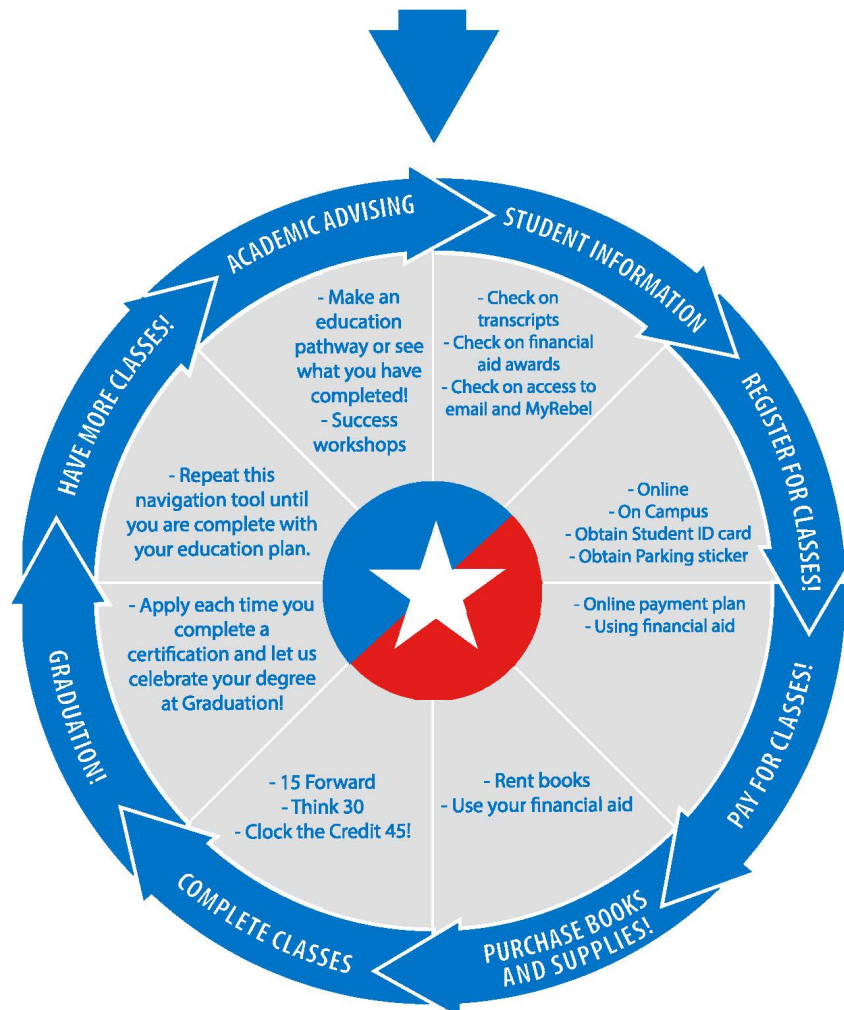 ACADEMIC ADVISING
- Make an
education
pathway or see
what you have
completed!
- Success
workshops
STUDENT INFORMATION
- Check on
transcripts
- Check on financial
aid awards
- Check on access to
email and MyRebel
REGISTER FOR CLASSES!
- Online
- On Campus
- Obtain Student ID card
- Obtain Parking sticker
PAY FOR CLASSES!
- Online payment plan
- Using financial aid
PURCHASE BOOKS
AND SUPPLIES!
- Rent books
- Use your financial aid
COMPLETE CLASSES
- 15 Forward
- Think 30
- Clock the Credit 45!
GRADUATION!
- Apply each time you
complete a
certification and let us
celebrate your degree
at Graduation!
HAVE MORE CLASSES!
- Repeat this
navigation tool until
you are complete with
your education plan.